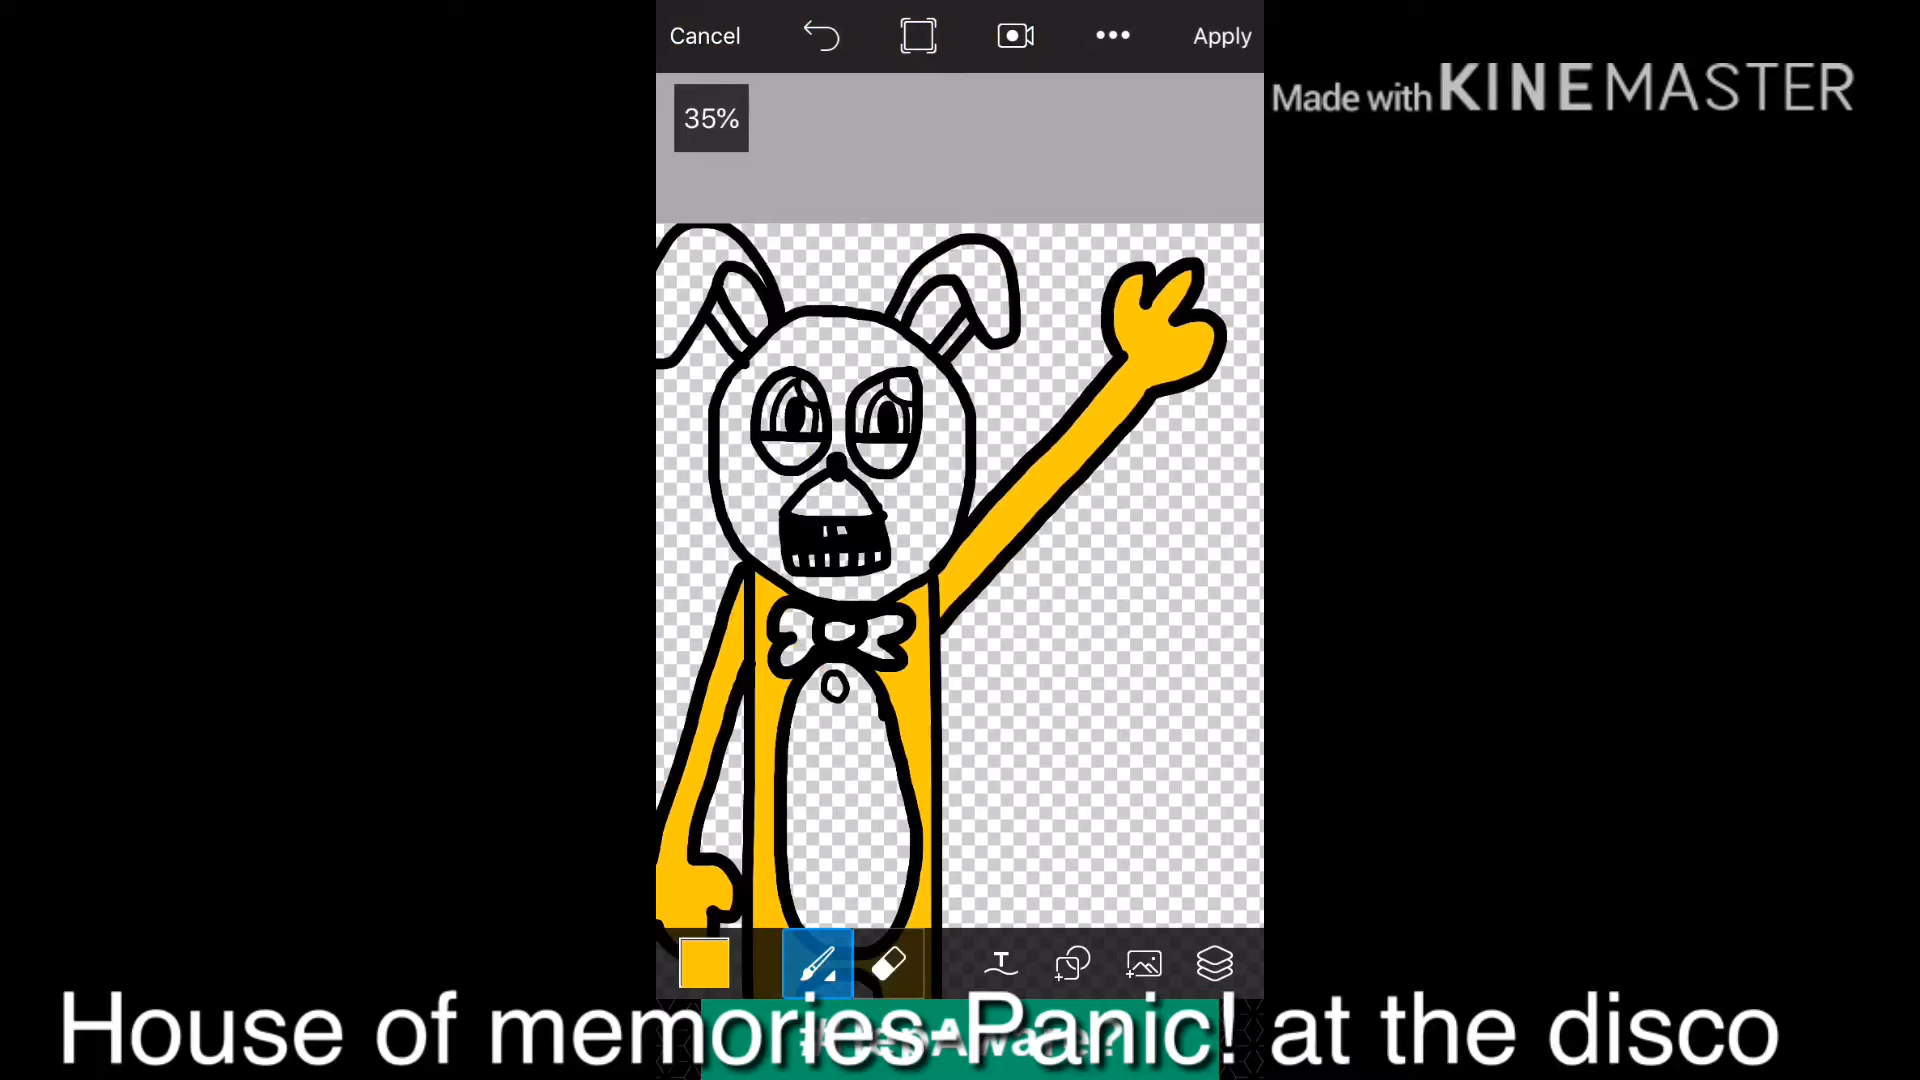 Cancel
Apply
35%
Made with KINEMASTER
T
House of memories Panic! at the disco